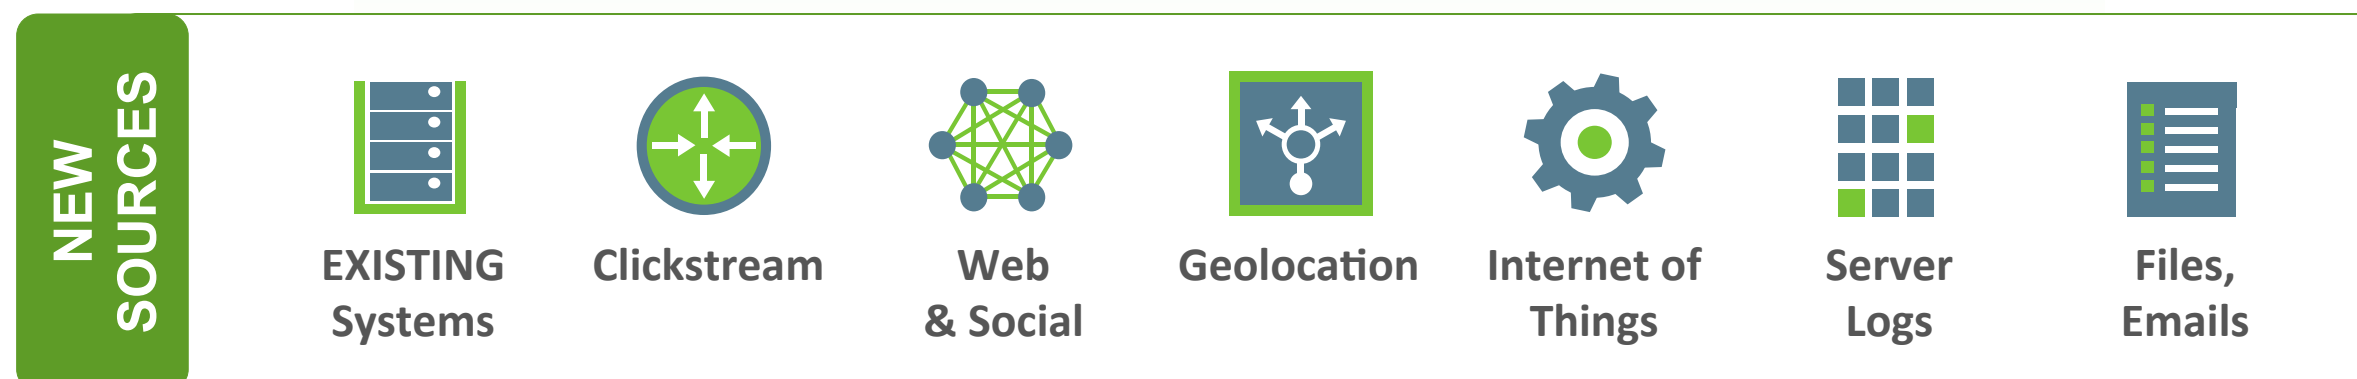 NEW
SOURCES
EXISTING
Systems
Clickstream
Web
& Social
Geolocation
Internet of
Things
Server
Logs
Files,
Emails